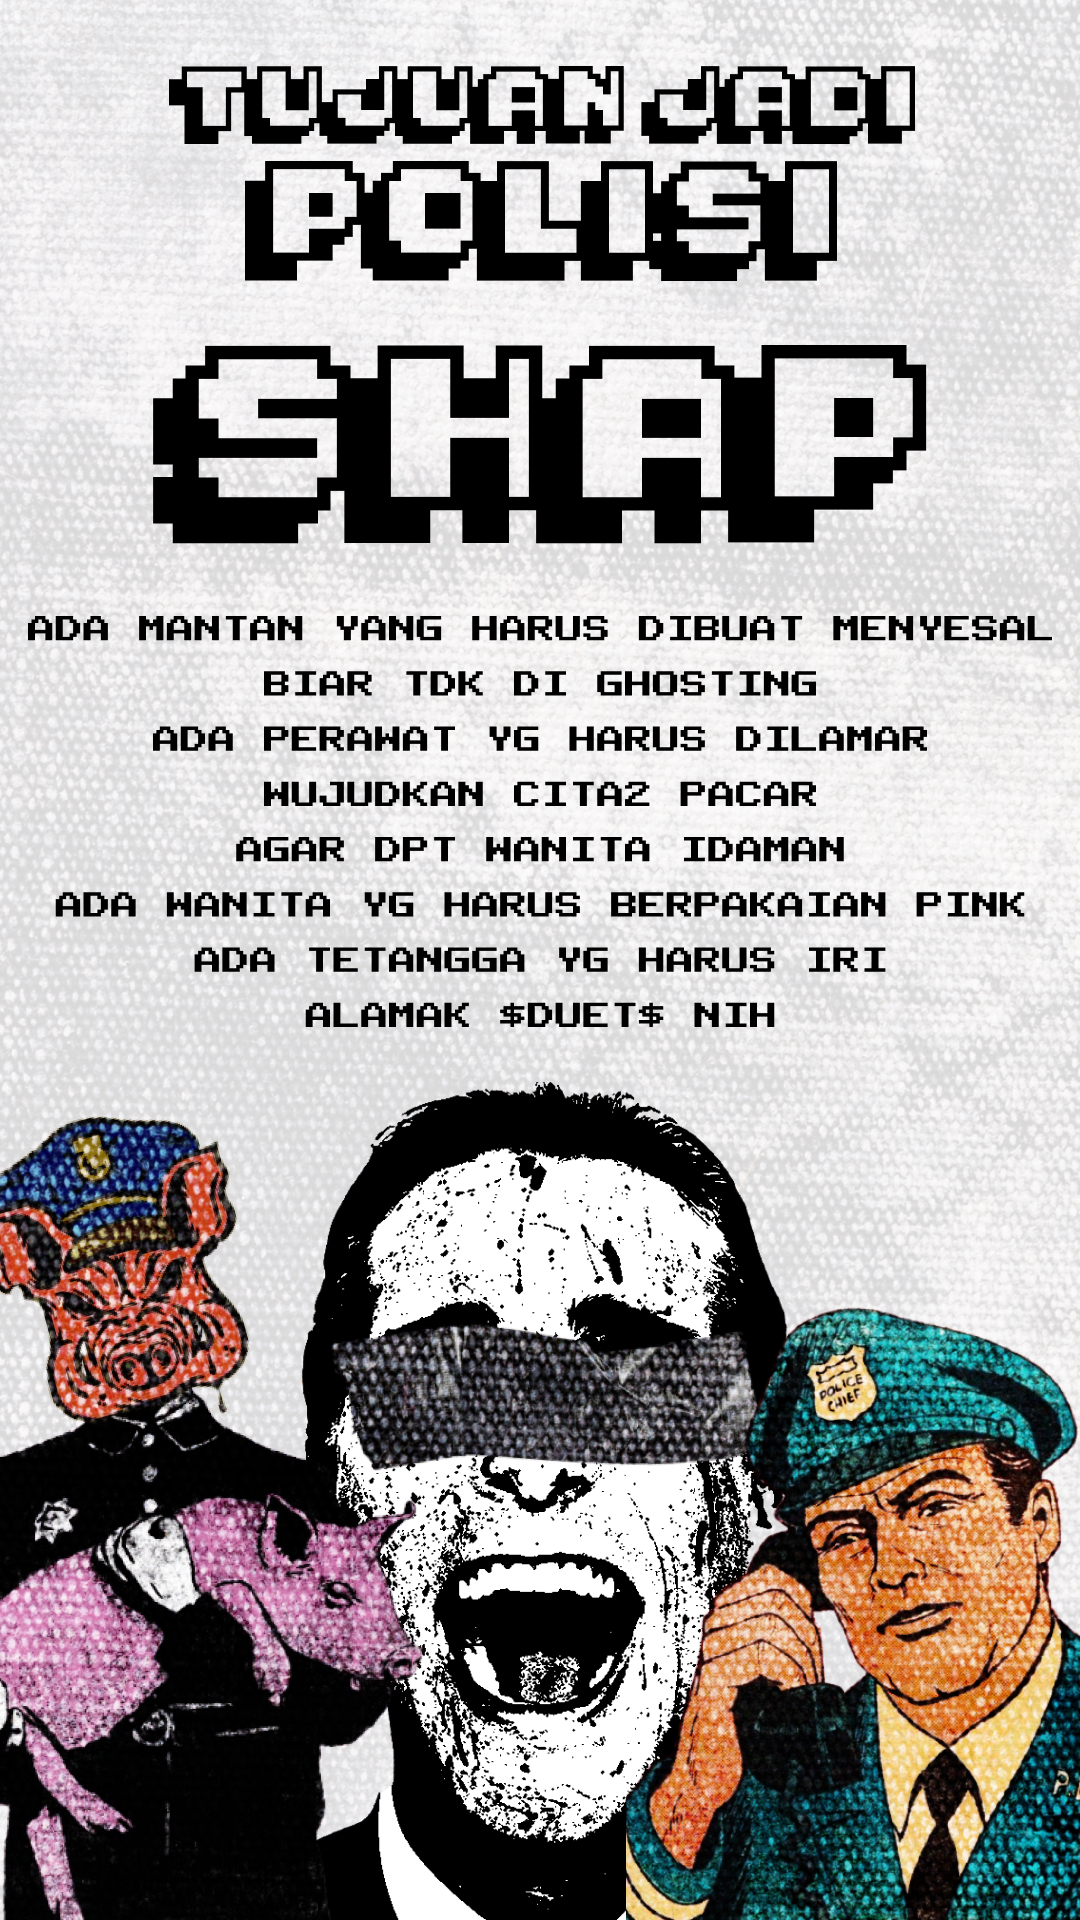 TUJUAN JADI
POLISI
SHAP
ADA MANTAN YANG HARUS DIBUAT MENYESAL
BIAR TDK DI GHOSTING
ADA PERAWAT YG HARUS DILAMAR
WUJUDKAN CITA2 PACAR
AGAR DPT WANITA IDAMAN
ADA WANITA YG HARUS BERPAKAIAN PINK
ADA TETANGGA YG HARUS IRI
ALAMAK $DUET$ NIH
POLICE
CHIEF